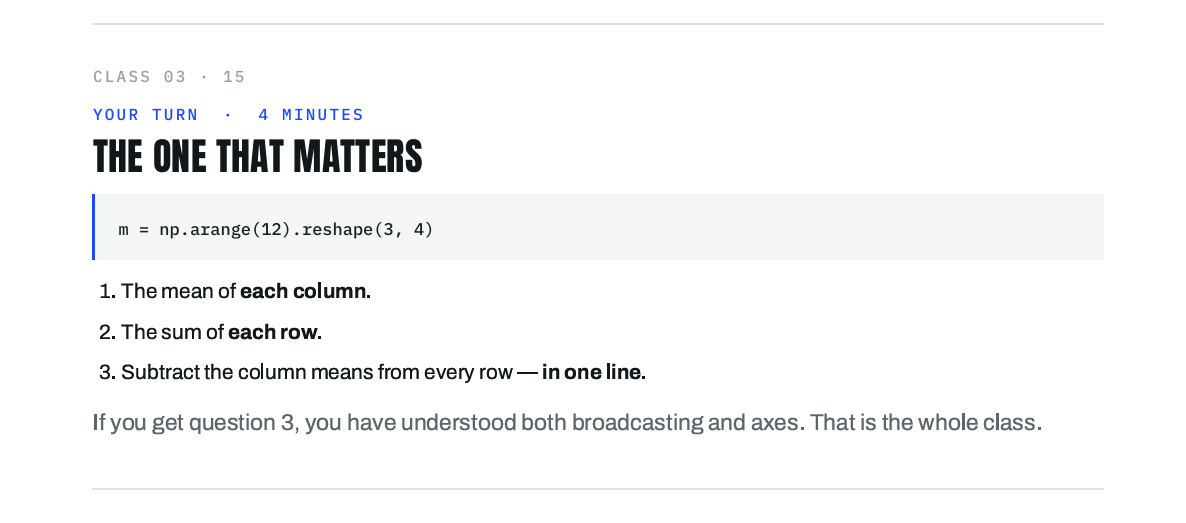 CLASS 03 · 15
YOUR TURN · 4 MINUTES
THE ONE THAT MATTERS
m = np.arange(12).reshape(3, 4)
1. The mean of each column.
2. The sum of each row.
3. Subtract the column means from every row — in one line.
If you get question 3, you have understood both broadcasting and axes. That is the whole class.